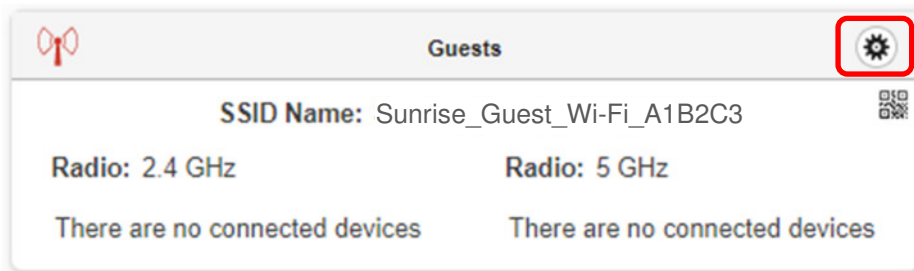 Guests
SSID Name: Sunrise_Guest_Wi-Fi_A1B2C3
Radio: 2.4 GHz
Radio: 5 GHz
There are no connected devices
There are no connected devices